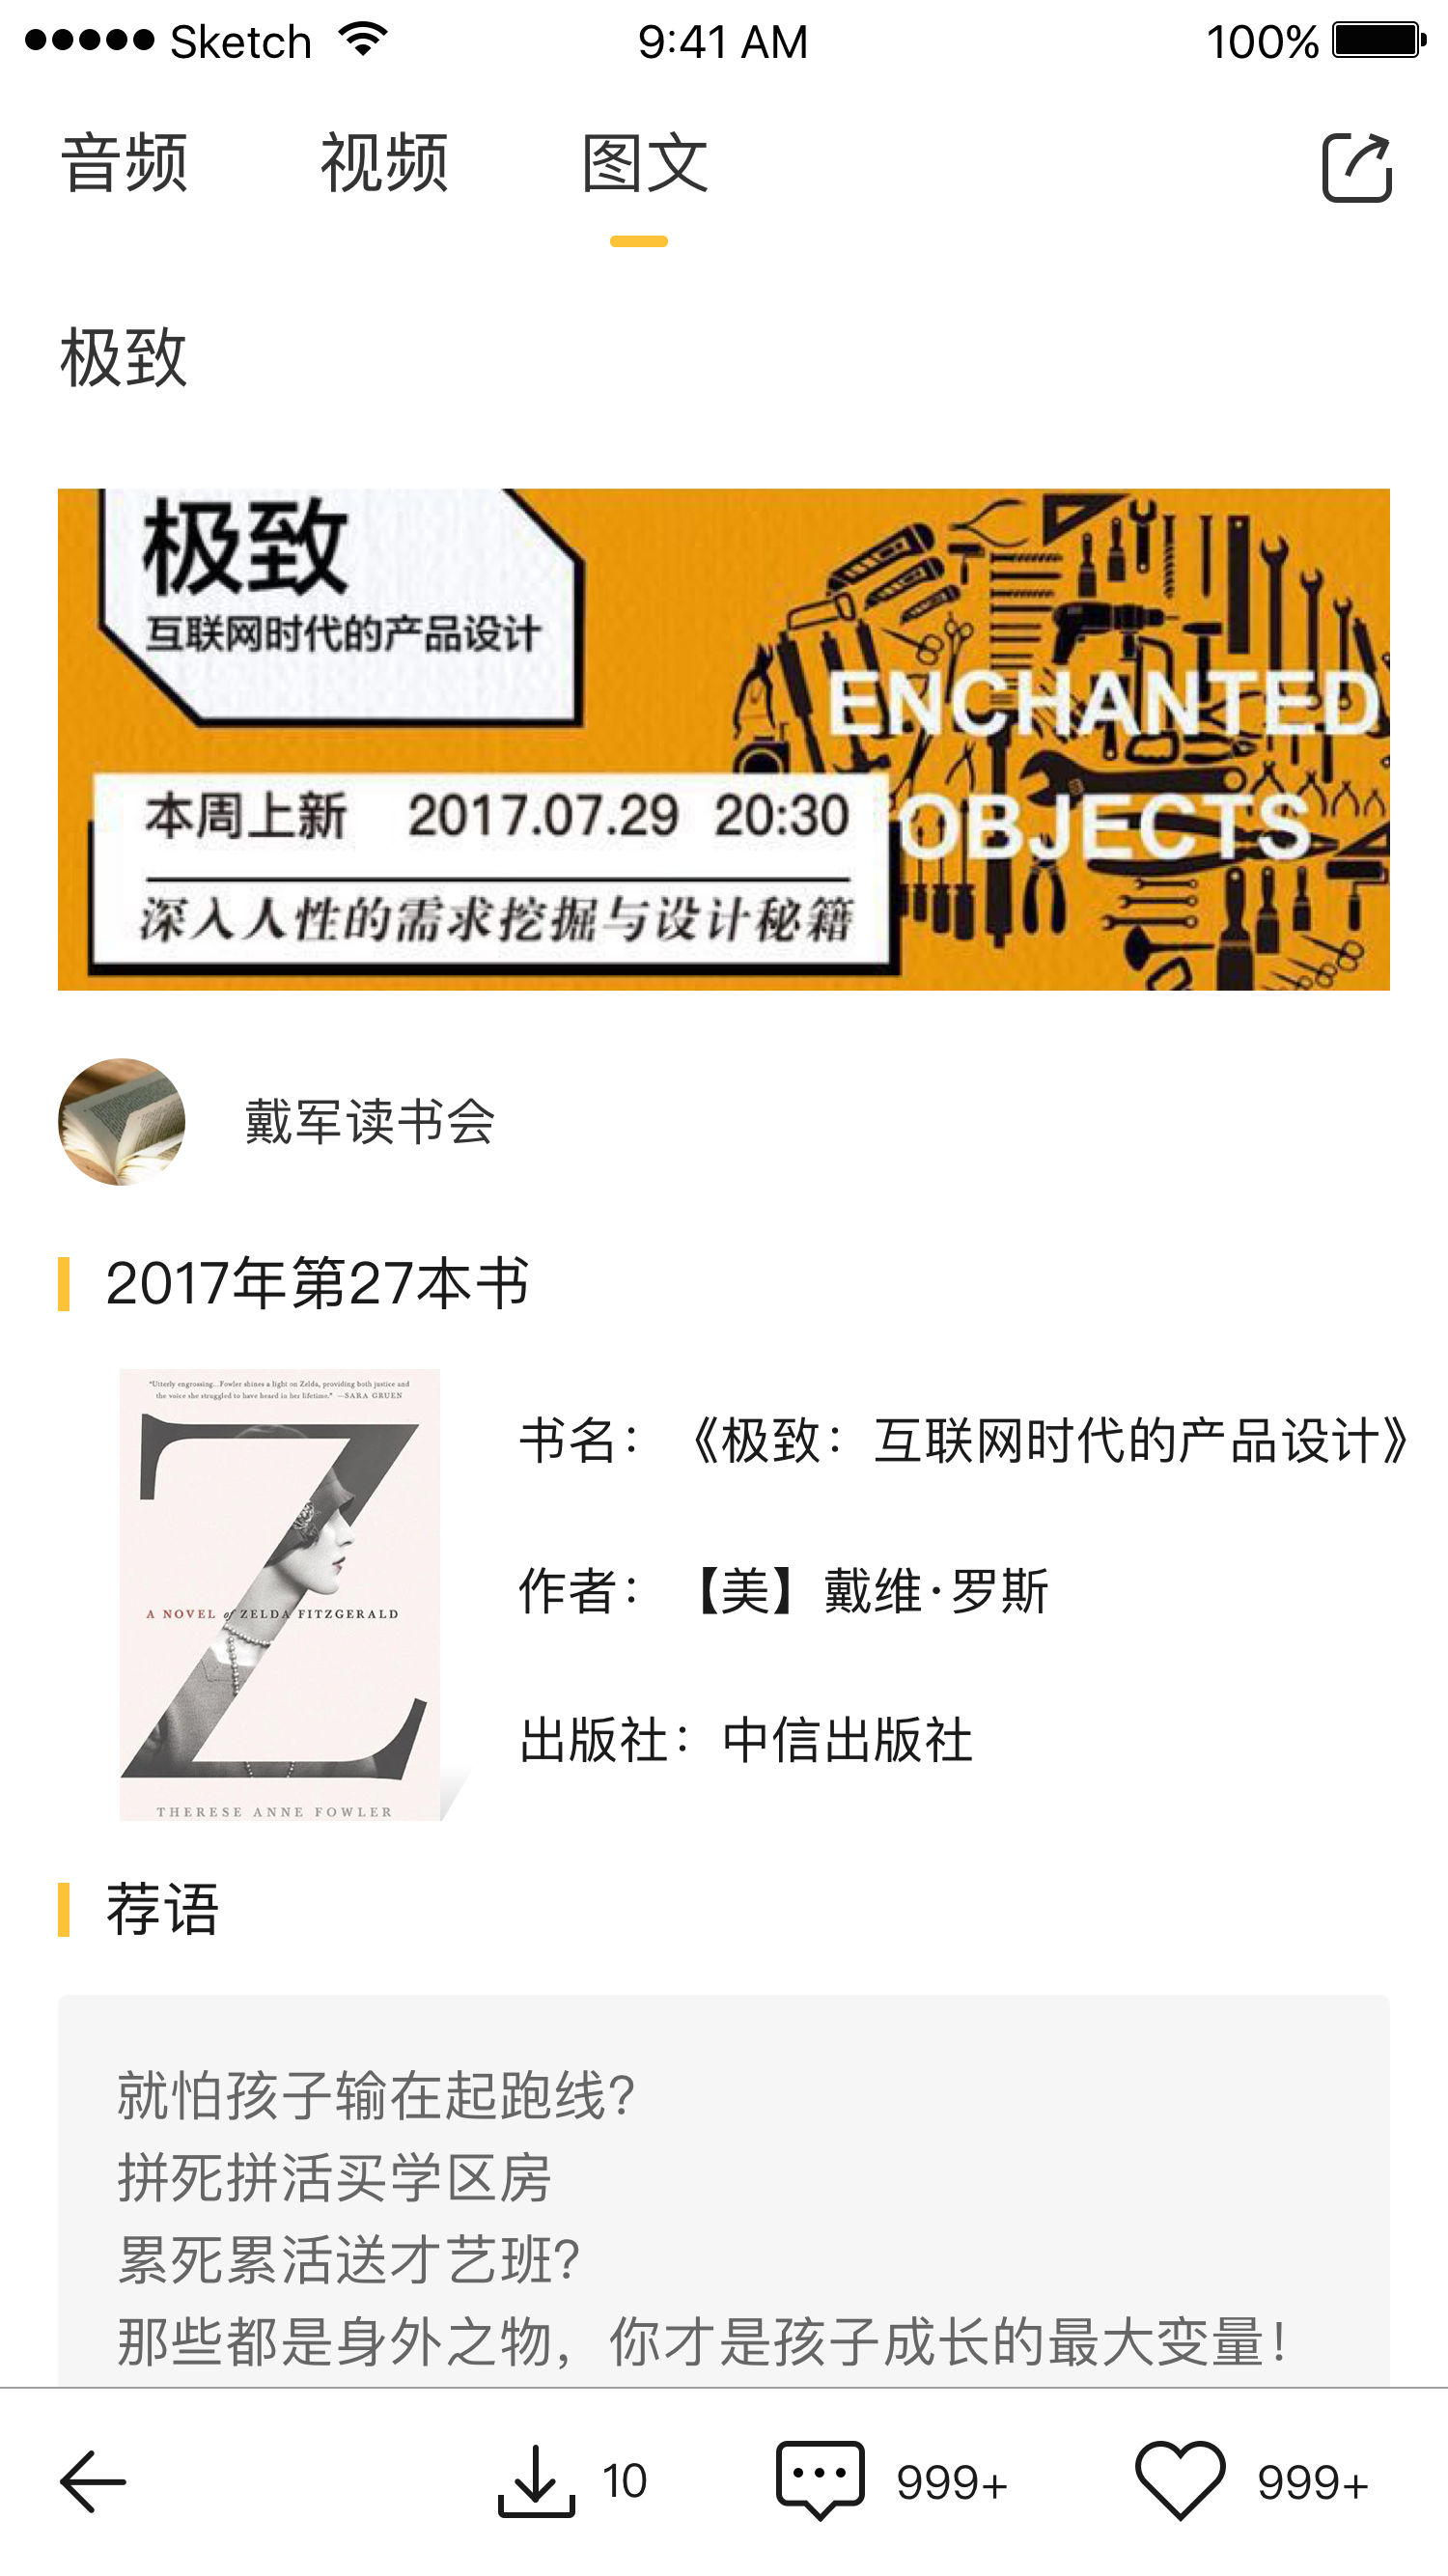 Sketch 9:41 AM 100%
音频 视频 图文
极致
极致
互联网时代的产品设计
ENCHANTED
OBJECTS
本周上新 2017.07.29 20:30
深入人性的需求挖掘与设计秘籍
戴军读书会
2017年第27本书
"Utterly engrossing...Fowler shines a light on Zelda, providing both justice and
the voice she struggled to have heard in her lifetime." —SARA GRUEN
A NOVEL of ZELDA FITZGERALD
THERESE ANNE FOWLER
书名：《极致：互联网时代的产品设计》
作者：【美】戴维·罗斯
出版社：中信出版社
荐语
就怕孩子输在起跑线？
拼死拼活买学区房
累死累活送才艺班？
那些都是身外之物，你才是孩子成长的最大变量！
10 999+ 999+